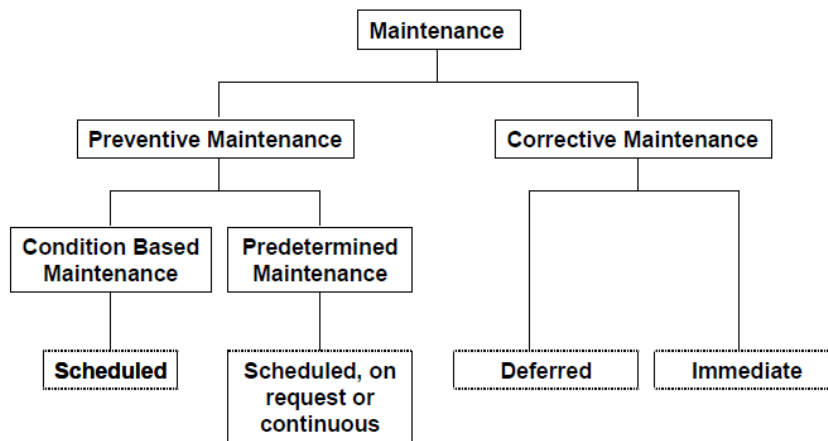 Maintenance
Preventive Maintenance
Corrective Maintenance
Condition Based
Maintenance
Predetermined
Maintenance
Scheduled
Scheduled, on
request or
continuous
Deferred
Immediate